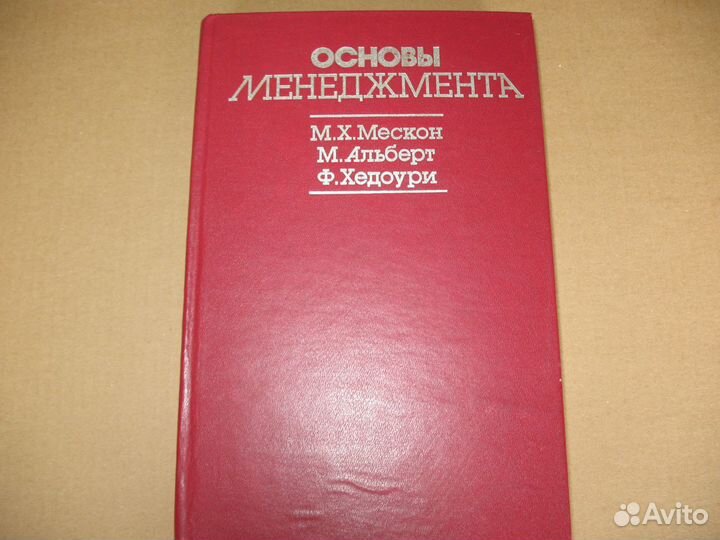 ОСНОВЫ
МЕНЕДЖМЕНТА
М.Х.Мескон
М.Альберт
Ф.Хедоури
Avito